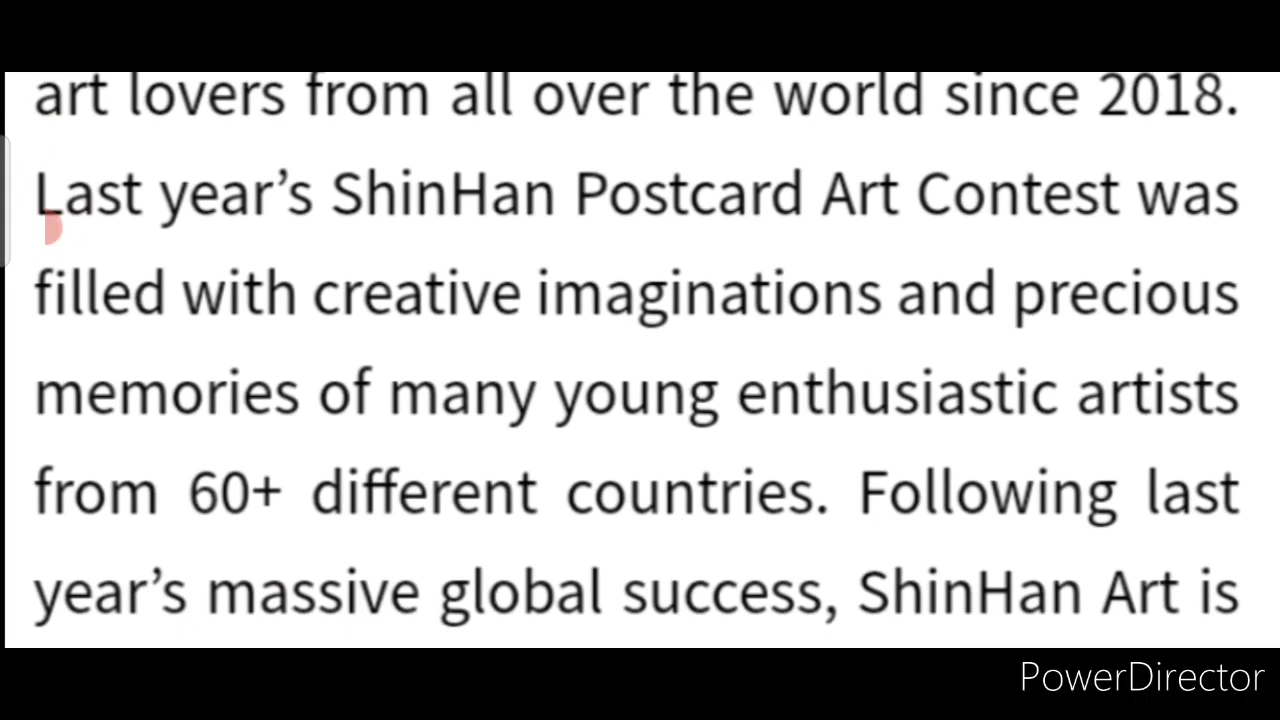 art lovers from all over the world since 2018.
Last year’s ShinHan Postcard Art Contest was
filled with creative imaginations and precious
memories of many young enthusiastic artists
from 60+ different countries. Following last
year’s massive global success, ShinHan Art is
PowerDirector